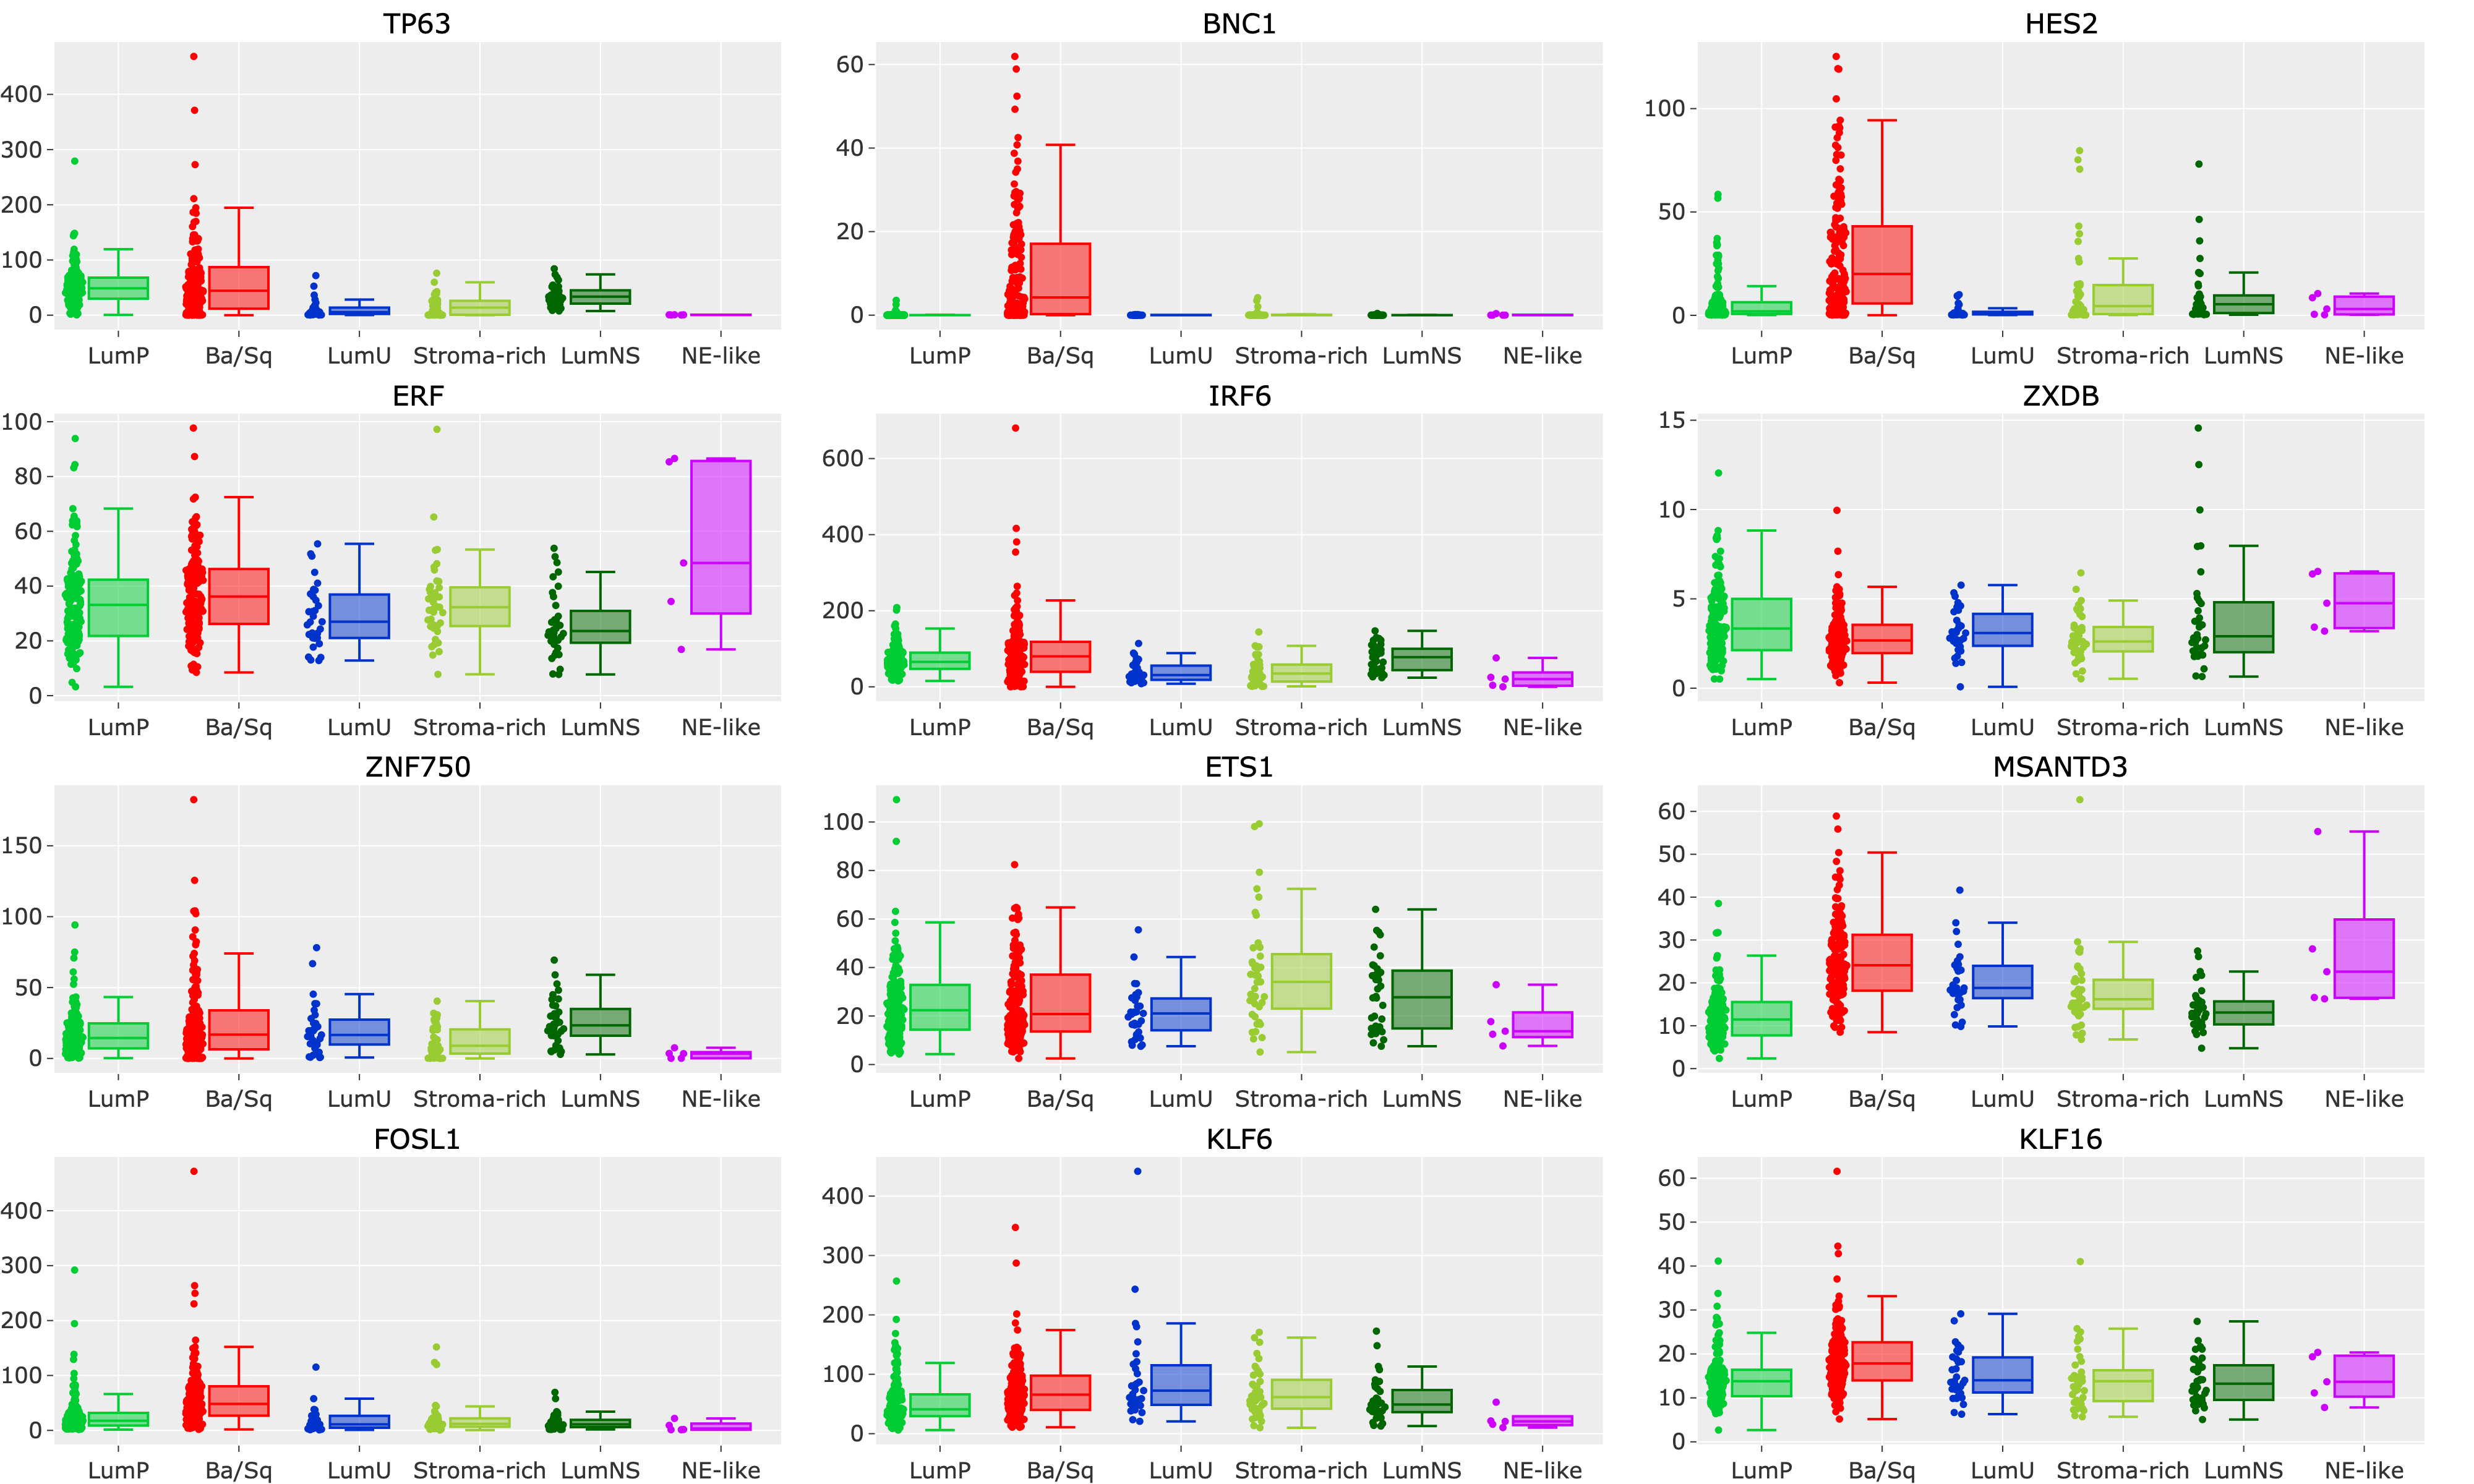 TP63 BNC1 HES2
400 60 100
300 40
200 20 50
100
0 0 0
LumP Ba/Sq LumU Stroma-rich LumNS NE-like LumP Ba/Sq LumU Stroma-rich LumNS NE-like LumP Ba/Sq LumU Stroma-rich LumNS NE-like
ERF IRF6 ZXDB
100 600 15
80 400 10
60
40 200 5
20
0 0 0
LumP Ba/Sq LumU Stroma-rich LumNS NE-like LumP Ba/Sq LumU Stroma-rich LumNS NE-like LumP Ba/Sq LumU Stroma-rich LumNS NE-like
ZNF750 ETS1 MSANTD3
150 100 60
80 50
100 60 40
30
50 40 20
20 10
0 0 0
LumP Ba/Sq LumU Stroma-rich LumNS NE-like LumP Ba/Sq LumU Stroma-rich LumNS NE-like LumP Ba/Sq LumU Stroma-rich LumNS NE-like
FOSL1 KLF6 KLF16
400 400 60
50
300 300 40
200 200 30
20
100 100 10
0 0 0
LumP Ba/Sq LumU Stroma-rich LumNS NE-like LumP Ba/Sq LumU Stroma-rich LumNS NE-like LumP Ba/Sq LumU Stroma-rich LumNS NE-like